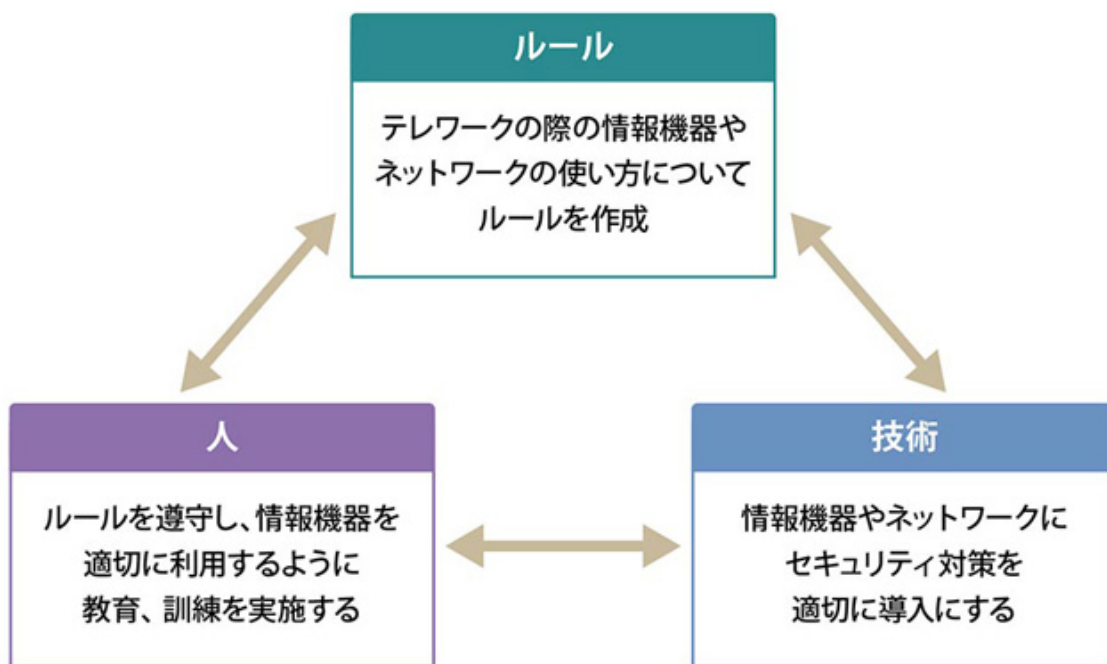 ルール
テレワークの際の情報機器や
ネットワークの使い方について
ルールを作成
人
ルールを遵守し、情報機器を
適切に利用するように
教育、訓練を実施する
技術
情報機器やネットワークに
セキュリティ対策を
適切に導入にする